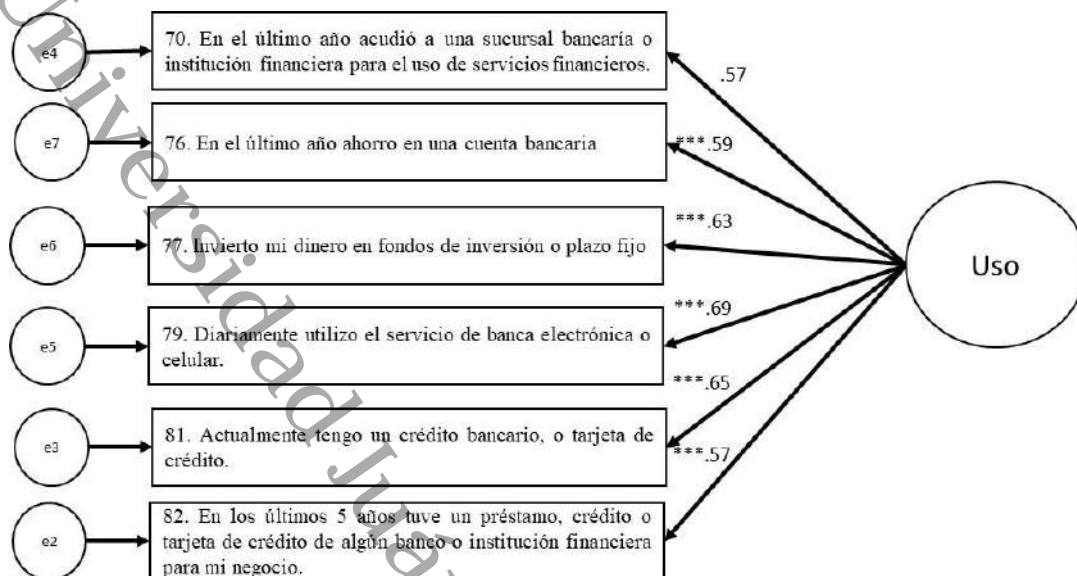 e4
70. En el último año acudió a una sucursal bancaría o
institución financiera para el uso de servicios financieros.
.57
e7
76. En el último año ahorro en una cuenta bancaria
***.59
e6
77. Invierto mi dinero en fondos de inversión o plazo fijo
***.63
Uso
e5
79. Diariamente utilizo el servicio de banca electrónica o
celular.
***.69
e3
81. Actualmente tengo un crédito bancario, o tarjeta de
crédito.
***.65
e2
82. En los últimos 5 años tuve un préstamo, crédito o
tarjeta de crédito de algún banco o institución financiera
para mi negocio.
***.57
Universidad Juá